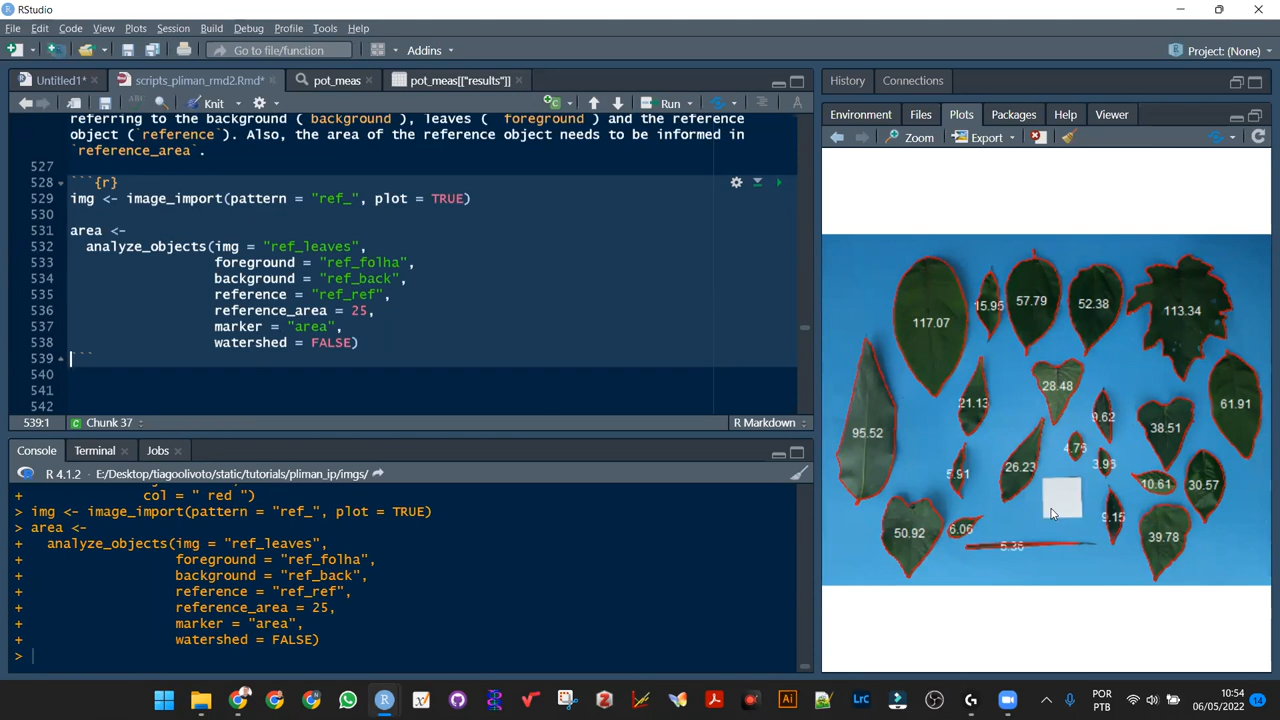 RStudio
File Edit Code View Plots Session Build Debug Profile Tools Help
Go to file/function Addins Project: (None)
Untitled1* scripts_pliman_rmd2.Rmd* pot_meas pot_meas[["results"]]
Knit Run
referring to the background (`background`), leaves (` foreground`) and the reference
object (`reference`). Also, the area of the reference object needs to be informed in
`reference_area`.
527
528 ```{r}
529 img <- image_import(pattern = "ref_", plot = TRUE)
530
531 area <-
532 analyze_objects(img = "ref_leaves",
533 foreground = "ref_folha",
534 background = "ref_back",
535 reference = "ref_ref",
536 reference_area = 25,
537 marker = "area",
538 watershed = FALSE)
539 ```
540
541
542
539:1 Chunk 37 R Markdown
Console Terminal Jobs
R 4.1.2 · E:/Desktop/tiagoolivoto/static/tutorials/pliman_ip/imgs/
+ col = " red ")
> img <- image_import(pattern = "ref_", plot = TRUE)
> area <-
+ analyze_objects(img = "ref_leaves",
+ foreground = "ref_folha",
+ background = "ref_back",
+ reference = "ref_ref",
+ reference_area = 25,
+ marker = "area",
+ watershed = FALSE)
>
History Connections
Environment Files Plots Packages Help Viewer
Zoom Export
117.07
15.95
57.79
52.38
113.34
28.48
21.13
9.62
61.91
38.51
95.52
4.76
3.96
26.23
5.91
10.61
30.57
9.15
50.92
6.06
39.78
5.36
POR
PTB
10:54
06/05/2022
14